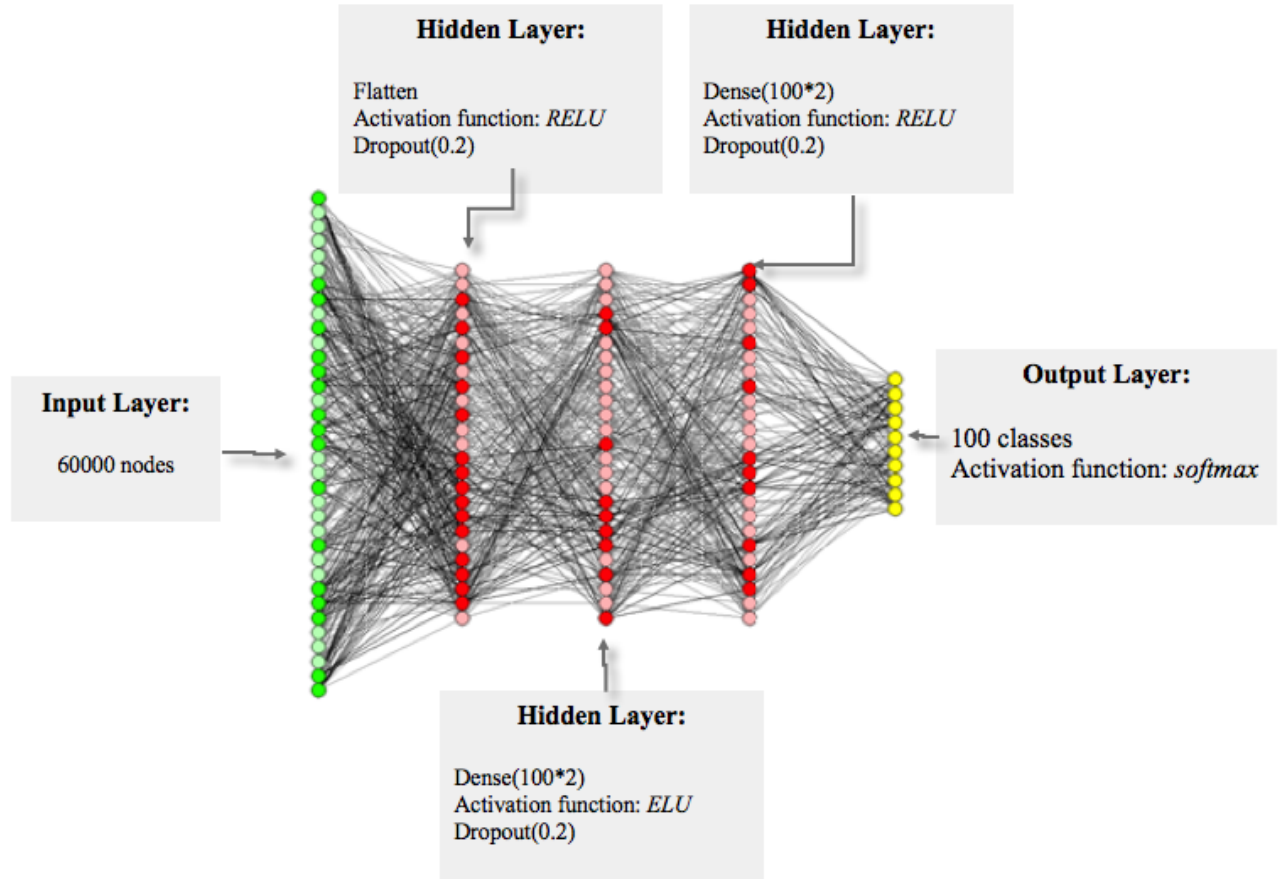 Hidden Layer:
Flatten
Activation function: RELU
Dropout(0.2)
Hidden Layer:
Dense(100*2)
Activation function: RELU
Dropout(0.2)
Input Layer:
60000 nodes
Output Layer:
100 classes
Activation function: softmax
Hidden Layer:
Dense(100*2)
Activation function: ELU
Dropout(0.2)